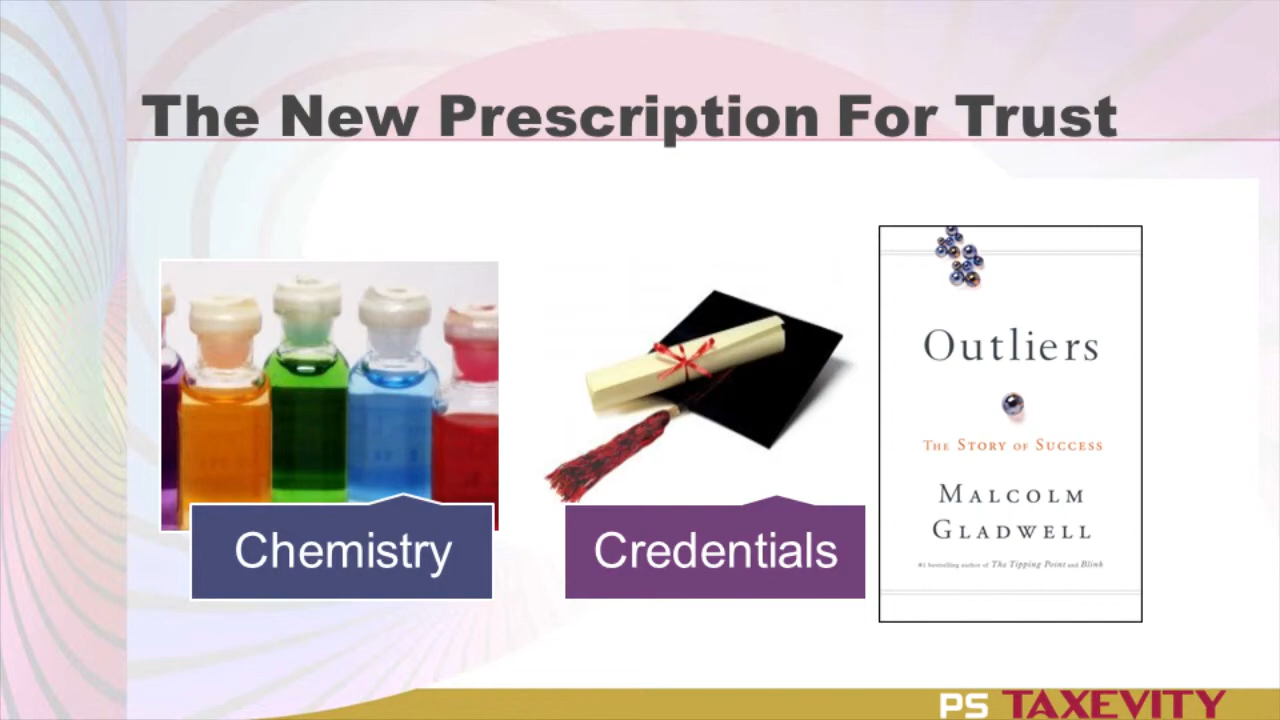 The New Prescription For Trust
Chemistry
Credentials
Outliers
THE STORY OF SUCCESS
MALCOLM
GLADWELL
#1 bestselling author of The Tipping Point and Blink
PS TAXEVITY